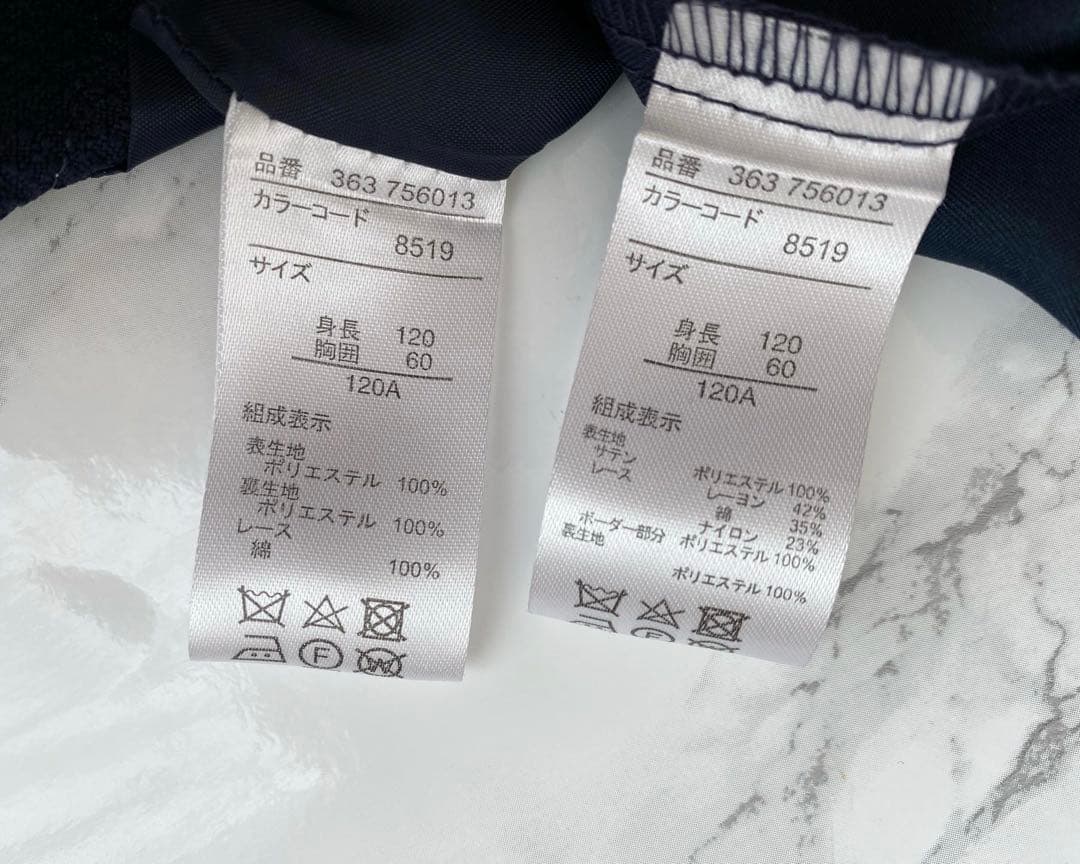 品番 363 756013
カラーコード
8519
サイズ
身長 120
胸囲 60
120A
組成表示
表生地
ポリエステル 100%
裏生地
ポリエステル 100%
レース
綿 100%
F
W
品番 363 756013
カラーコード
8519
サイズ
身長 120
胸囲 60
120A
組成表示
表生地
サテン ポリエステル 100%
レース レーヨン 42%
綿 35%
ナイロン 23%
ボーダー部分 ポリエステル 100%
裏生地
ポリエステル 100%
F